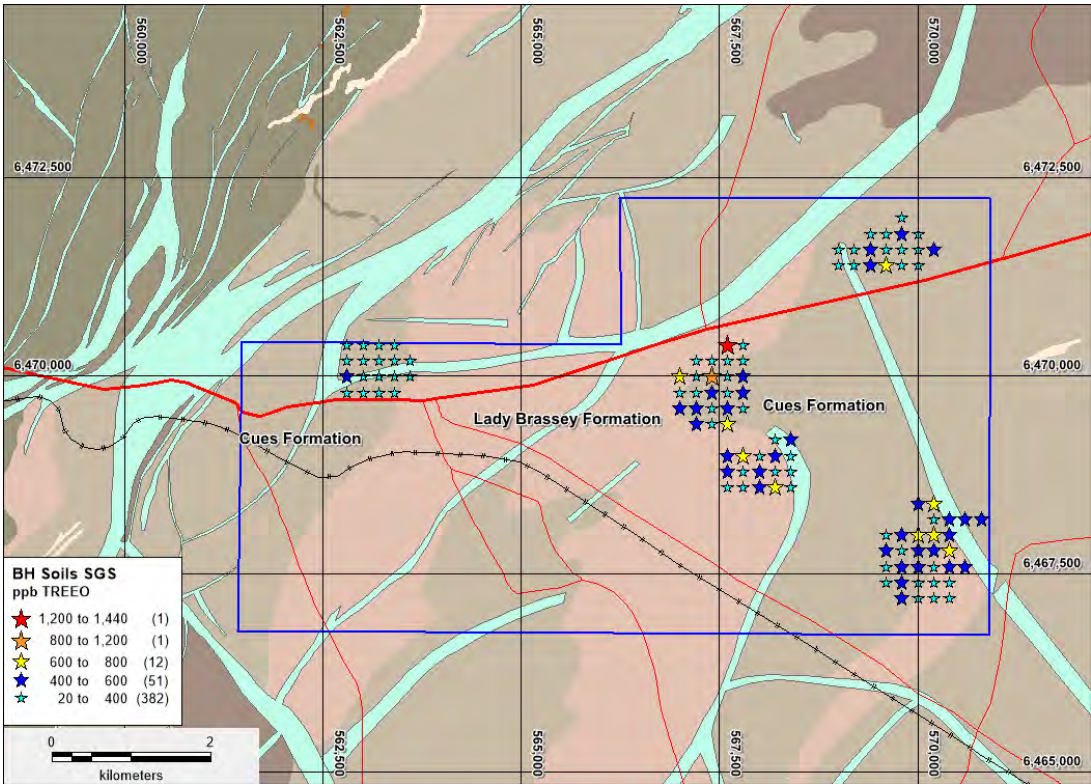 560,000
562,500
565,000
567,500
570,000
6,472,500
6,472,500
6,470,000
6,470,000
Lady Brassey Formation
Cues Formation
Cues Formation
6,467,500
6,467,500
BH Soils SGS
ppb TREEO
1,200 to 1,440 (1)
800 to 1,200 (1)
600 to 800 (12)
400 to 600 (51)
20 to 400 (382)
0 2
kilometers
562,500
565,000
567,500
570,000
6,465,000